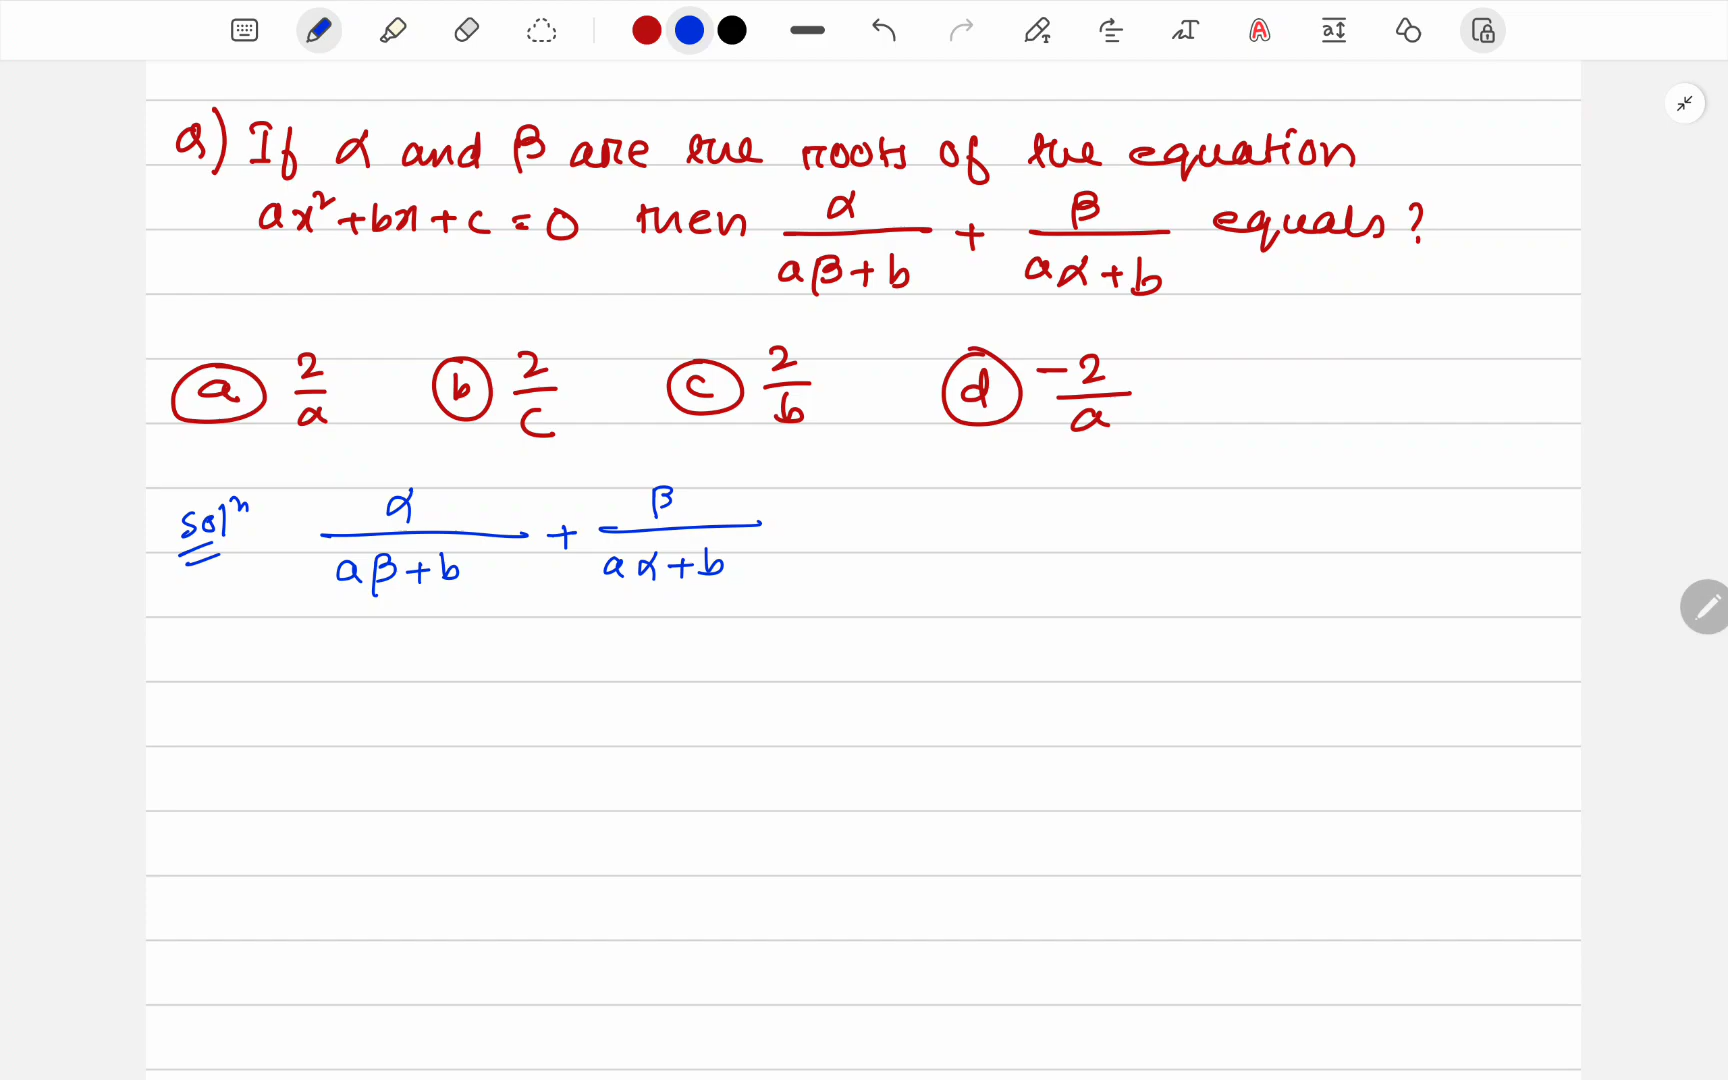 Q) If α and β are the roots of the equation
ax²+bx+c=0 then α/(aβ+b) + β/(aα+b) equals?
(a) 2/a (b) 2/c (c) 2/b (d) -2/a
Solⁿ α/(aβ+b) + β/(aα+b)